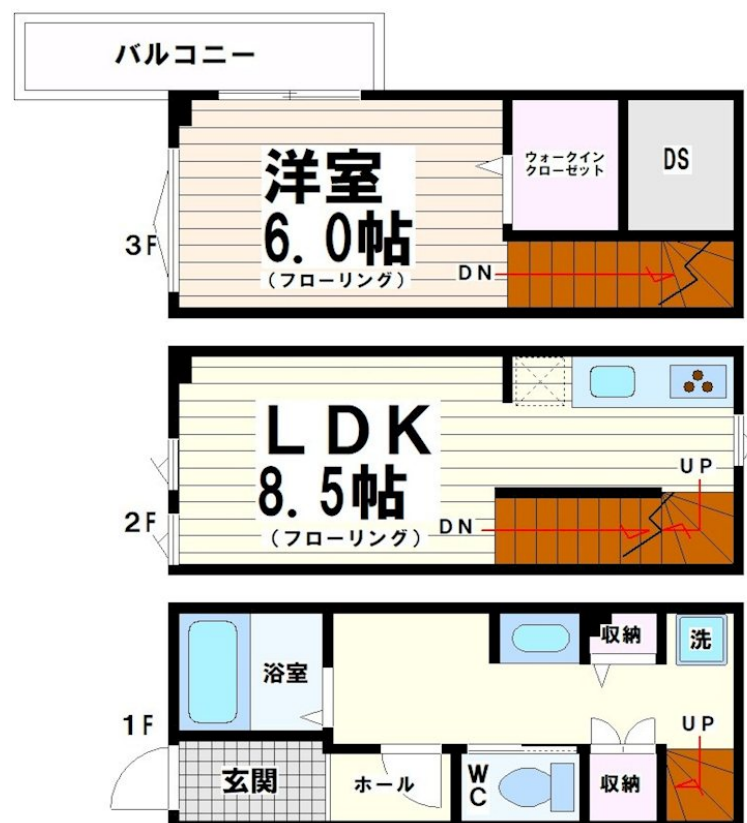 バルコニー
洋室
6.0帖
(フローリング)
ウォークイン
クローゼット
DS
3F
DN
LDK
8.5帖
(フローリング)
2F
DN
UP
浴室
収納
洗
1F
UP
玄関
ホール
WC
収納